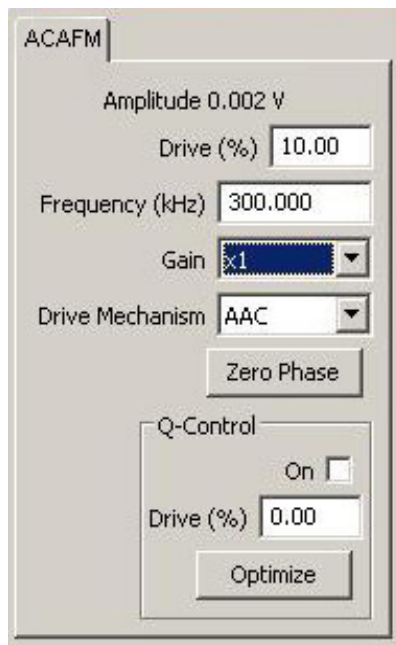 ACAFM
Amplitude 0.002 V
Drive (%) 10.00
Frequency (kHz) 300.000
Gain x1
Drive Mechanism AAC
Zero Phase
Q-Control
On
Drive (%) 0.00
Optimize